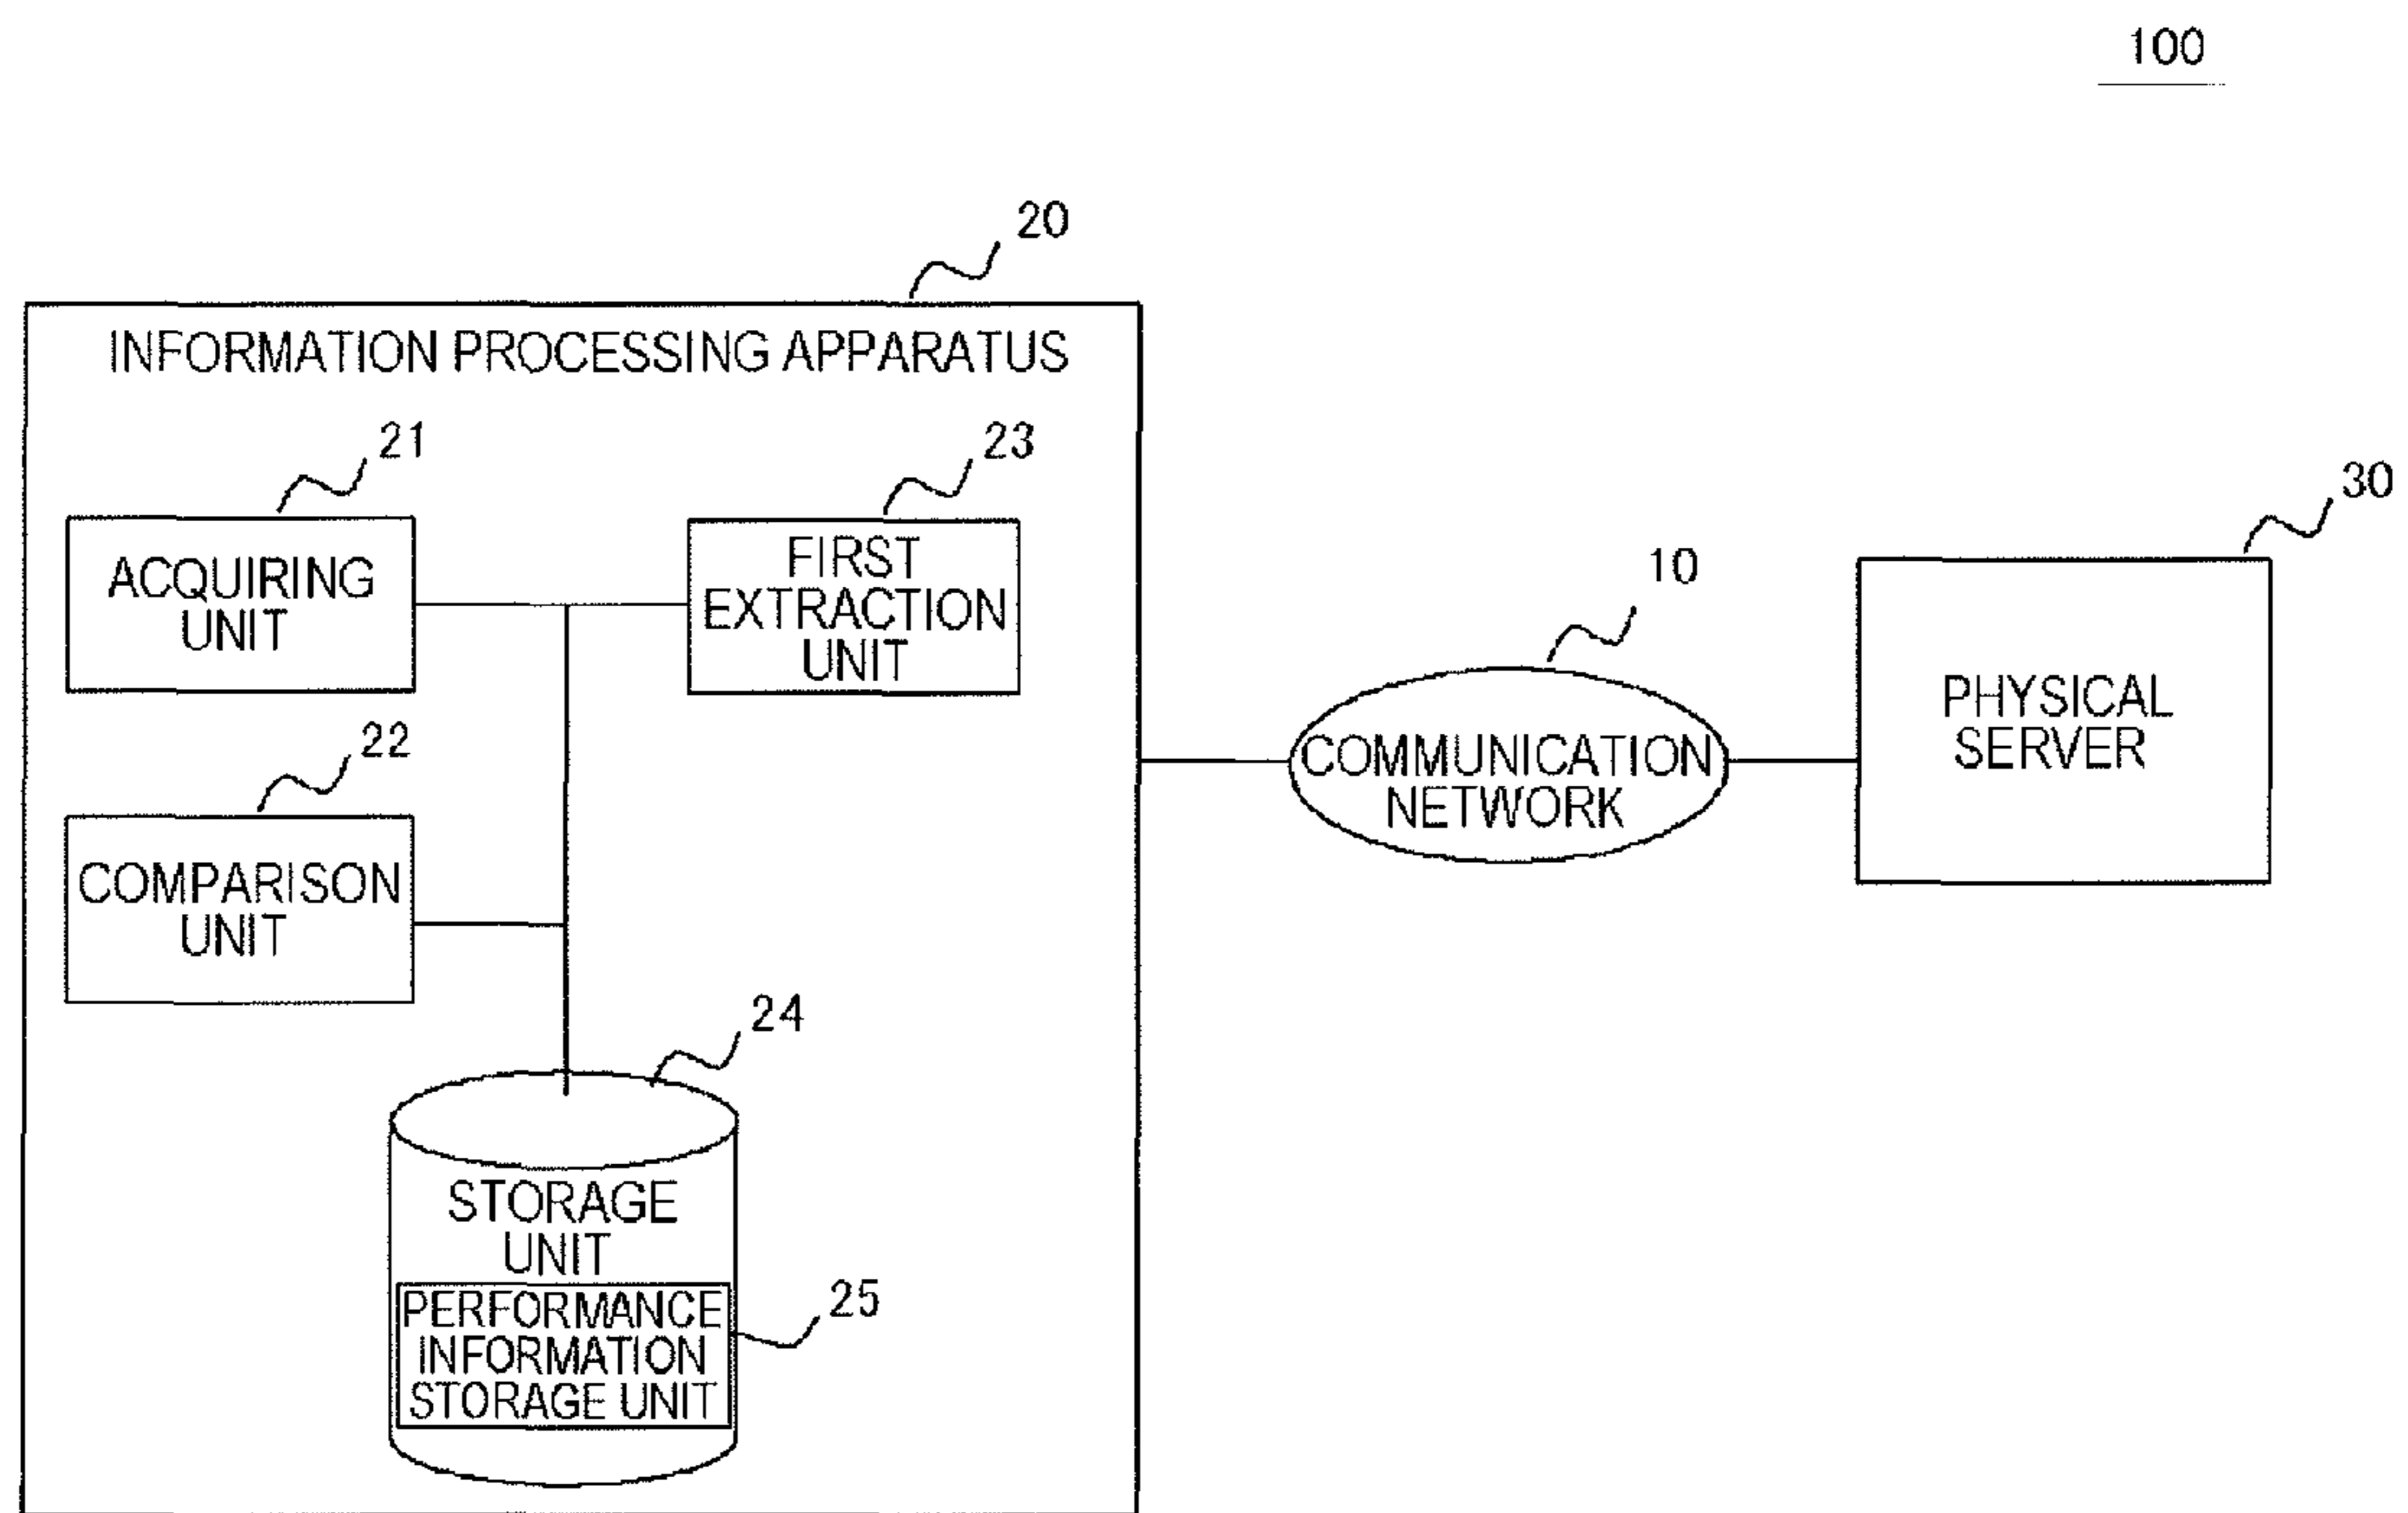 100
20
INFORMATION PROCESSING APPARATUS
21
23
ACQUIRING
UNIT
FIRST
EXTRACTION
UNIT
22
COMPARISON
UNIT
24
STORAGE
UNIT
25
PERFORMANCE
INFORMATION
STORAGE UNIT
10
COMMUNICATION
NETWORK
30
PHYSICAL
SERVER